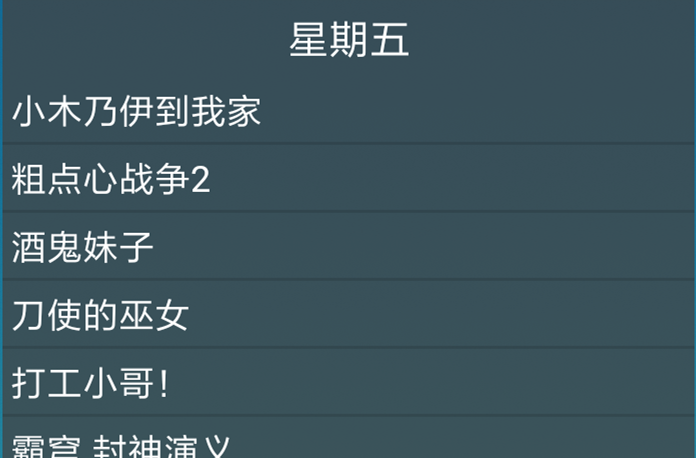 星期五
小木乃伊到我家
粗点心战争2
酒鬼妹子
刀使的巫女
打工小哥！
霸穹 封神演义